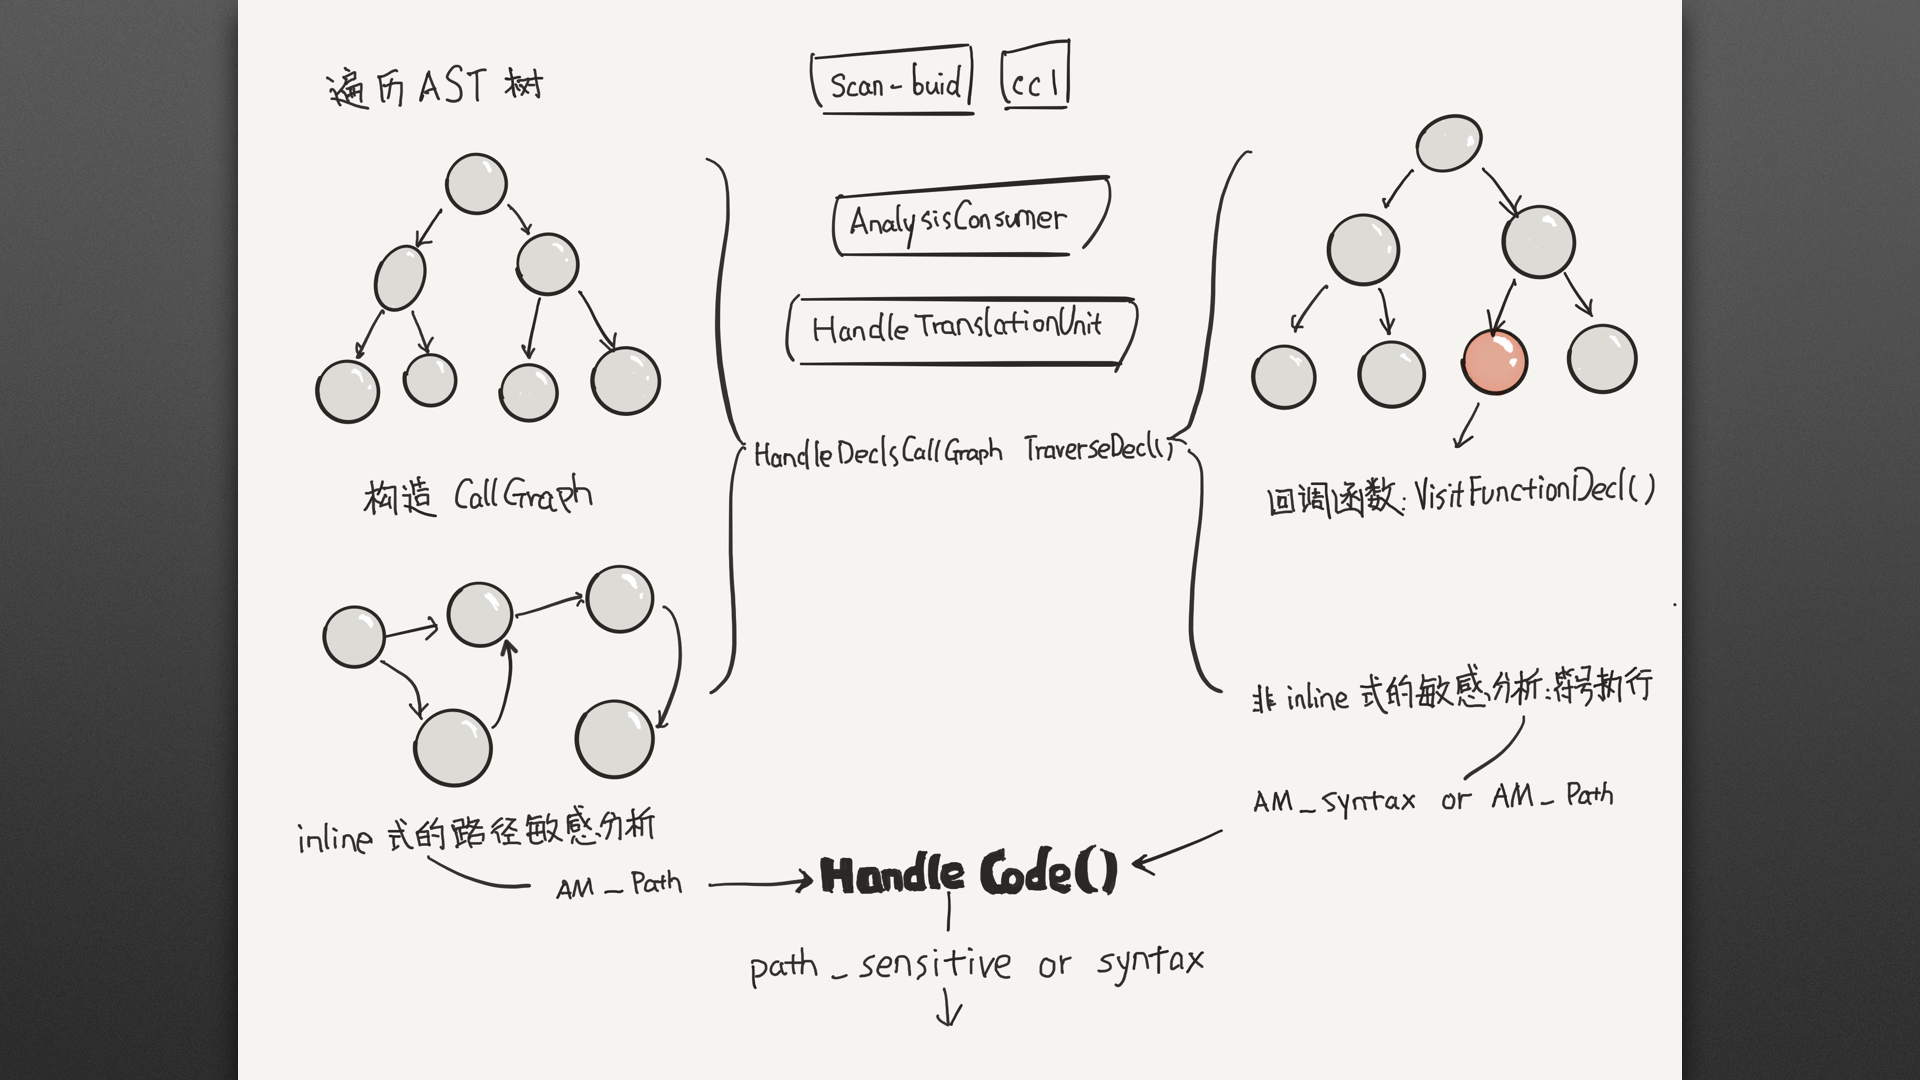 遍历 AST 树
Scan-buid
cc1
AnalysisConsumer
HandleTranslationUnit
HandleDeclsCallGraph TraverseDecl()
构造 CallGraph
回调函数: VisitFunctionDecl()
非 inline 式的敏感分析:符号执行
AM_syntax or AM_Path
inline 式的路径敏感分析
AM_Path
Handle Code()
path_sensitive or syntax